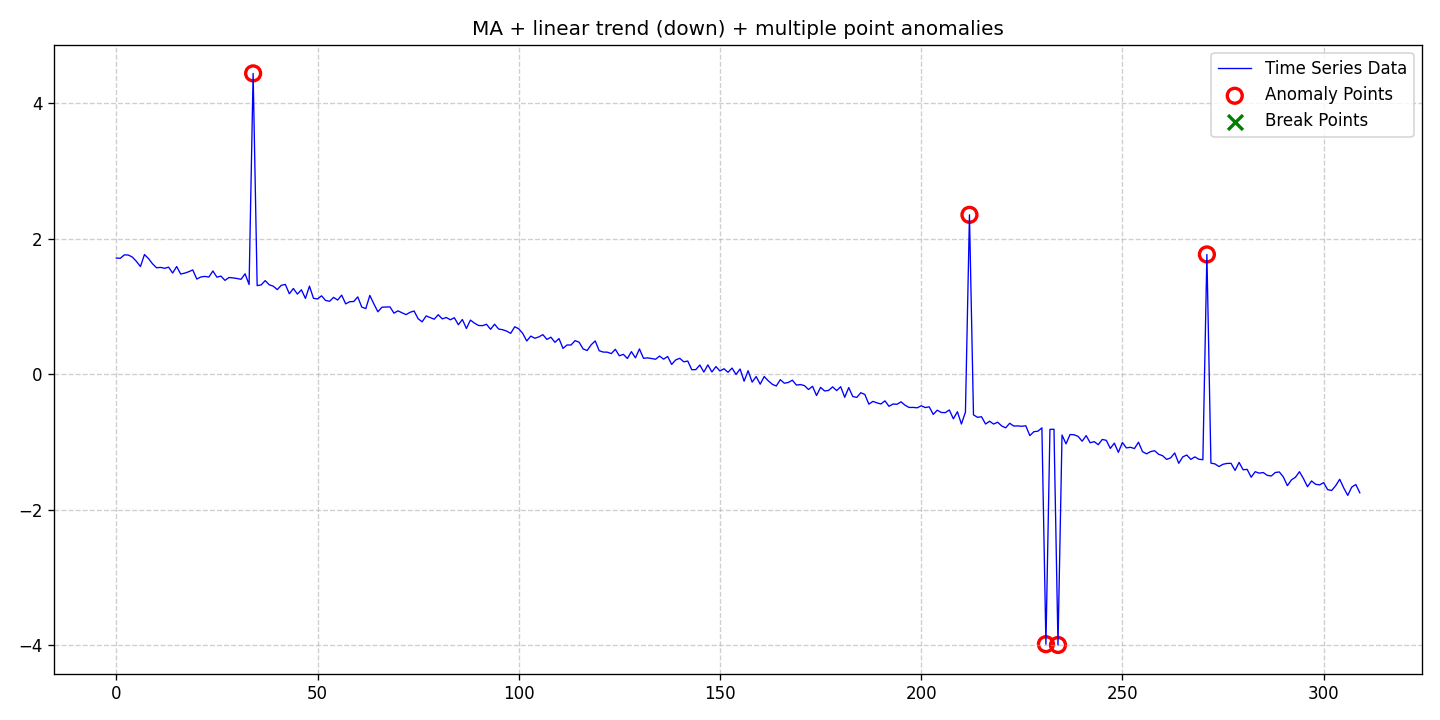 MA + linear trend (down) + multiple point anomalies
Time Series Data
Anomaly Points
Break Points
4
2
0
−2
−4
0 50 100 150 200 250 300